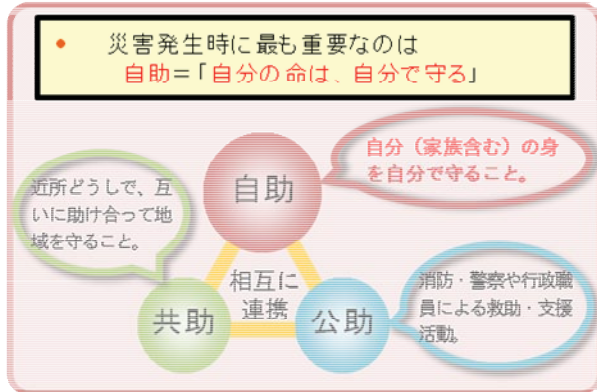 • 災害発生時に最も重要なのは
自助＝「自分の命は、自分で守る」
自分（家族含む）の身
を自分で守ること。
自助
近所どうしで、互
いに助け合って地
域を守ること。
相互に
連携
共助
公助
消防・警察や行政職
員による救助・支援
活動。